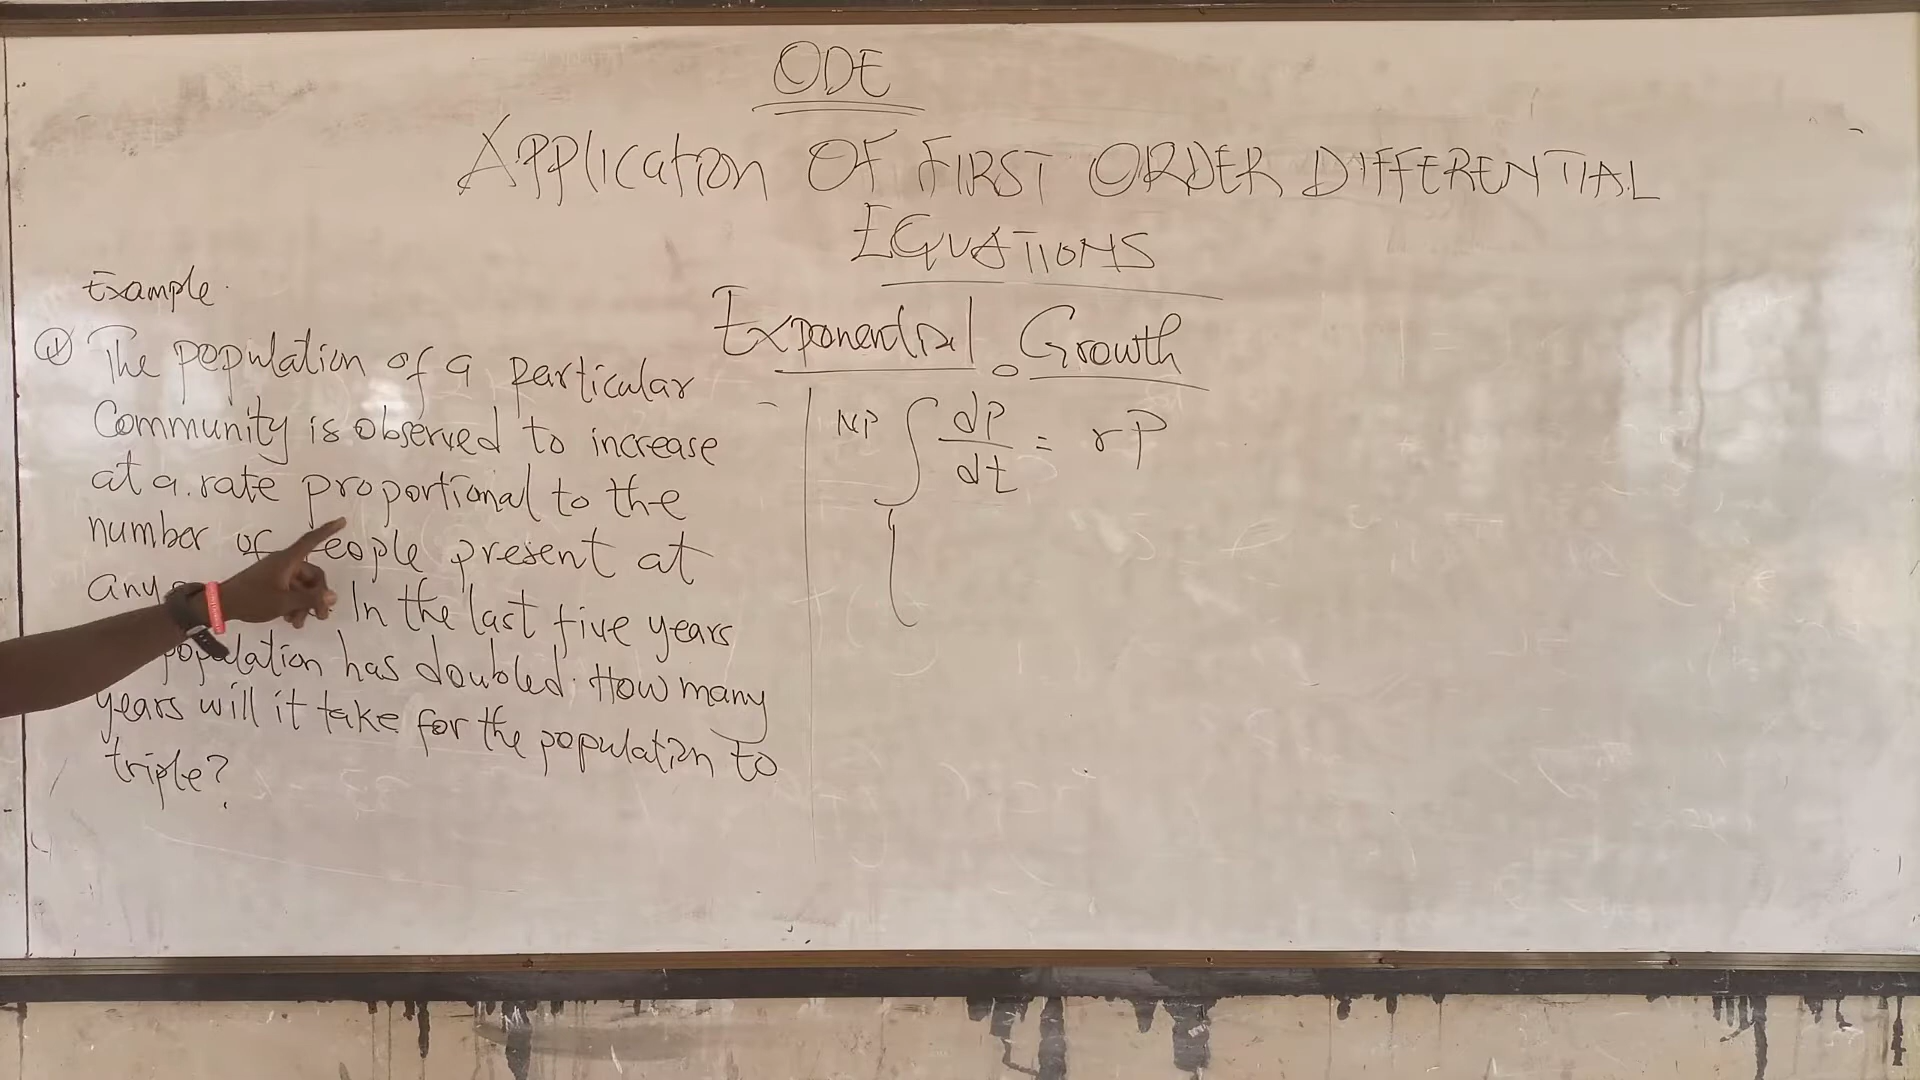 ODE
APPlication OF FIRST ORDER DIFFERENTIAL
EQUATIONS
Exponential Growth
Example.
① The population of a particular
Community is observed to increase
at a rate proportional to the
number of people present at
any In the last five years
population has doubled. How many
years will it take for the population to
triple?
dP/dt = rP